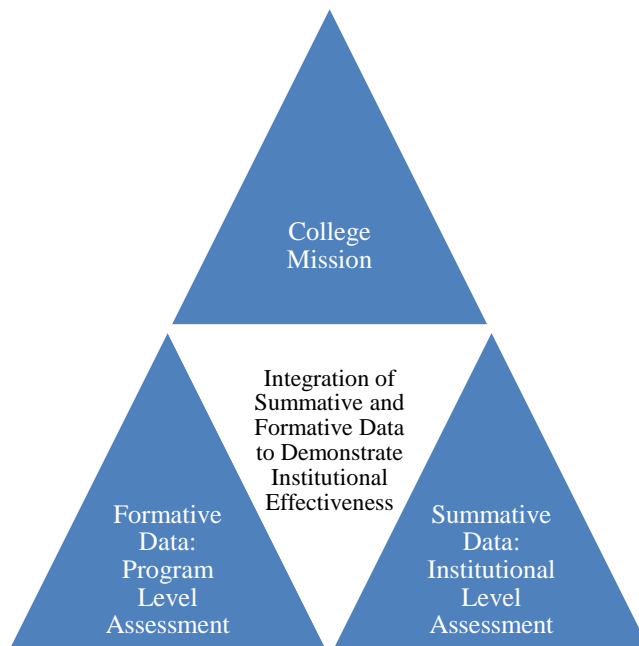 College
Mission
Integration of
Summative and
Formative Data
to Demonstrate
Institutional
Effectiveness
Formative
Data:
Program
Level
Assessment
Summative
Data:
Institutional
Level
Assessment